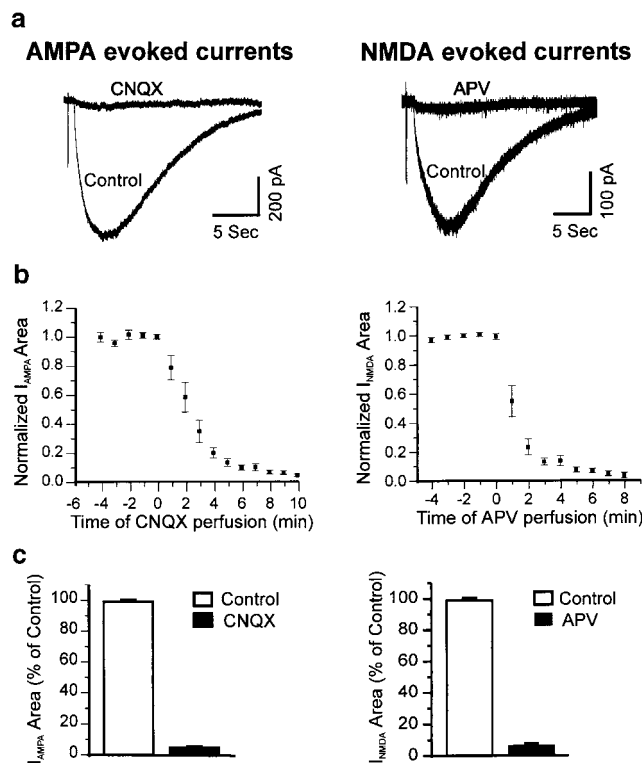 a
AMPA evoked currents
NMDA evoked currents
CNQX
Control
200 pA
5 Sec
APV
Control
100 pA
5 Sec
b
Normalized I_AMPA Area
1.2
1.0
0.8
0.6
0.4
0.2
0.0
-6 -4 -2 0 2 4 6 8 10
Time of CNQX perfusion (min)
Normalized I_NMDA Area
1.2
1.0
0.8
0.6
0.4
0.2
0.0
-4 -2 0 2 4 6 8
Time of APV perfusion (min)
c
I_AMPA Area (% of Control)
100
80
60
40
20
0
Control
CNQX
I_NMDA Area (% of Control)
100
80
60
40
20
0
Control
APV